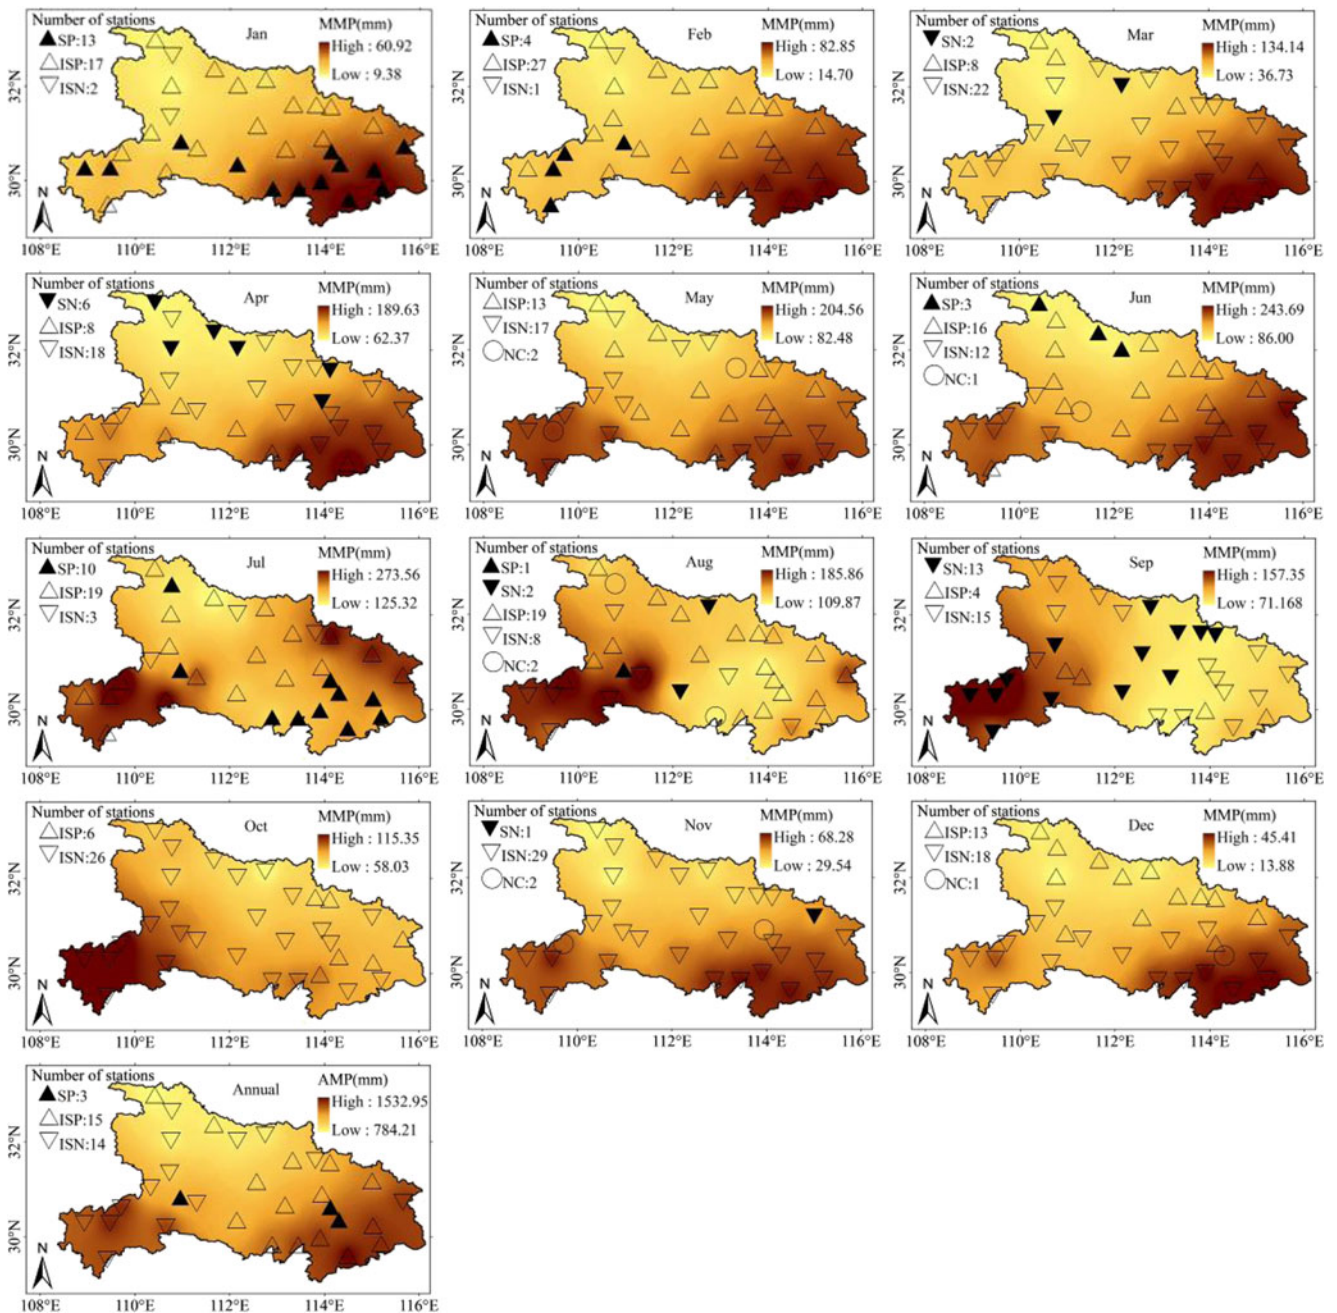 Number of stations
SP:13
ISP:17
ISN:2
Jan
MMP(mm)
High : 60.92
Low : 9.38
32°N
30°N
N
108°E 110°E 112°E 114°E 116°E
Number of stations
SP:4
ISP:27
ISN:1
Feb
MMP(mm)
High : 82.85
Low : 14.70
32°N
30°N
N
108°E 110°E 112°E 114°E 116°E
Number of stations
SN:2
ISP:8
ISN:22
Mar
MMP(mm)
High : 134.14
Low : 36.73
32°N
30°N
N
108°E 110°E 112°E 114°E 116°E
Number of stations
SN:6
ISP:8
ISN:18
Apr
MMP(mm)
High : 189.63
Low : 62.37
32°N
30°N
N
108°E 110°E 112°E 114°E 116°E
Number of stations
ISP:13
ISN:17
NC:2
May
MMP(mm)
High : 204.56
Low : 82.48
32°N
30°N
N
108°E 110°E 112°E 114°E 116°E
Number of stations
SP:3
ISP:16
ISN:12
NC:1
Jun
MMP(mm)
High : 243.69
Low : 86.00
32°N
30°N
N
108°E 110°E 112°E 114°E 116°E
Number of stations
SP:10
ISP:19
ISN:3
Jul
MMP(mm)
High : 273.56
Low : 125.32
32°N
30°N
N
108°E 110°E 112°E 114°E 116°E
Number of stations
SP:1
SN:2
ISP:19
ISN:8
NC:2
Aug
MMP(mm)
High : 185.86
Low : 109.87
32°N
30°N
N
108°E 110°E 112°E 114°E 116°E
Number of stations
SN:13
ISP:4
ISN:15
Sep
MMP(mm)
High : 157.35
Low : 71.168
32°N
30°N
N
108°E 110°E 112°E 114°E 116°E
Number of stations
ISP:6
ISN:26
Oct
MMP(mm)
High : 115.35
Low : 58.03
32°N
30°N
N
108°E 110°E 112°E 114°E 116°E
Number of stations
SN:1
ISN:29
NC:2
Nov
MMP(mm)
High : 68.28
Low : 29.54
32°N
30°N
N
108°E 110°E 112°E 114°E 116°E
Number of stations
ISP:13
ISN:18
NC:1
Dec
MMP(mm)
High : 45.41
Low : 13.88
32°N
30°N
N
108°E 110°E 112°E 114°E 116°E
Number of stations
SP:3
ISP:15
ISN:14
Annual
AMP(mm)
High : 1532.95
Low : 784.21
32°N
30°N
N
108°E 110°E 112°E 114°E 116°E